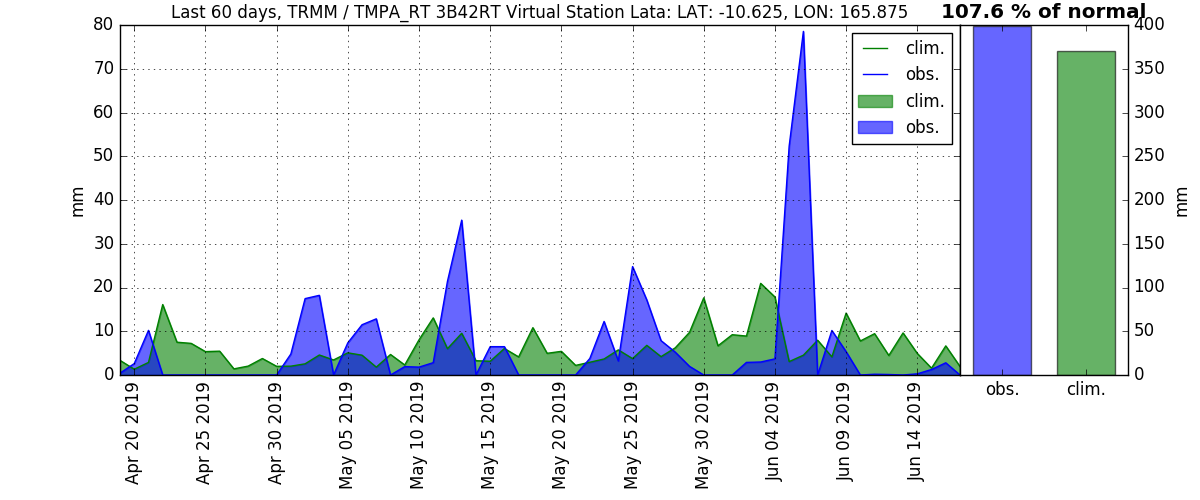 Last 60 days, TRMM / TMPA_RT 3B42RT Virtual Station Lata: LAT: -10.625, LON: 165.875
107.6 % of normal
80
70
60
50
40
30
20
10
0
mm
clim.
obs.
clim.
obs.
400
350
300
250
200
150
100
50
0
mm
obs.
clim.
Apr 20 2019
Apr 25 2019
Apr 30 2019
May 05 2019
May 10 2019
May 15 2019
May 20 2019
May 25 2019
May 30 2019
Jun 04 2019
Jun 09 2019
Jun 14 2019